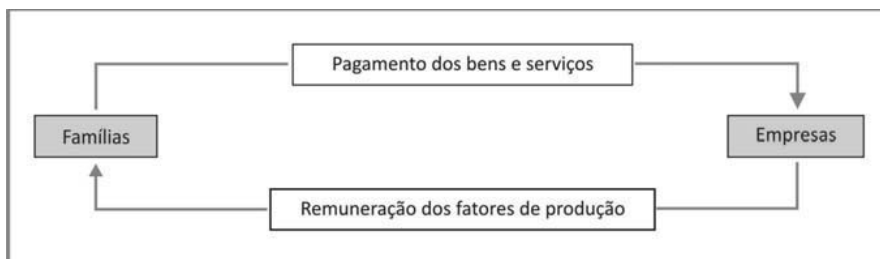 Pagamento dos bens e serviços
Famílias
Empresas
Remuneração dos fatores de produção